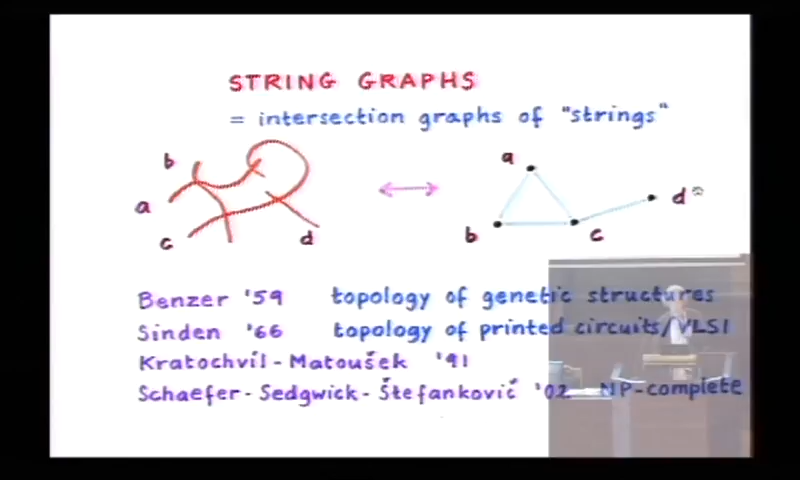 STRING GRAPHS
= intersection graphs of "strings"
b
a
c
d
a
b
c
d
Benzer '59 topology of genetic structures
Sinden '66 topology of printed circuits/VLSI
Kratochvíl - Matoušek '91
Schaefer - Sedgwick - Štefankovič '02 NP-complete